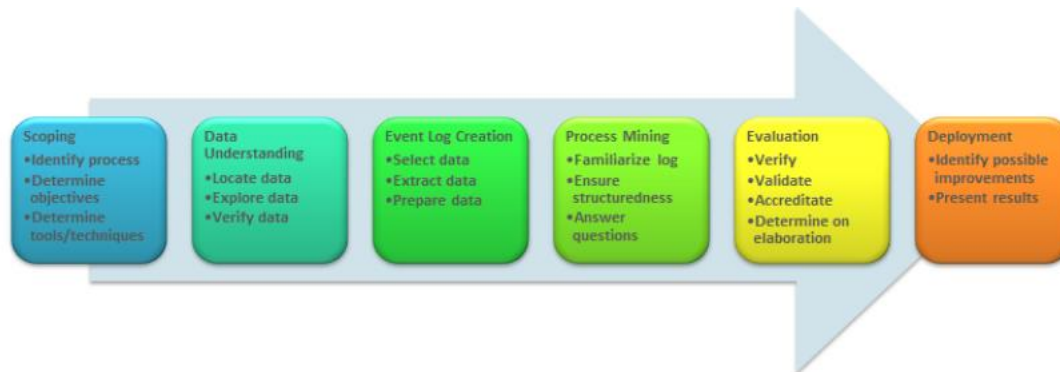 Scoping
•Identify process
•Determine
objectives
•Determine
tools/techniques
Data
Understanding
•Locate data
•Explore data
•Verify data
Event Log Creation
•Select data
•Extract data
•Prepare data
Process Mining
•Familiarize log
•Ensure
structuredness
•Answer
questions
Evaluation
•Verify
•Validate
•Accreditate
•Determine on
elaboration
Deployment
•Identify possible
improvements
•Present results